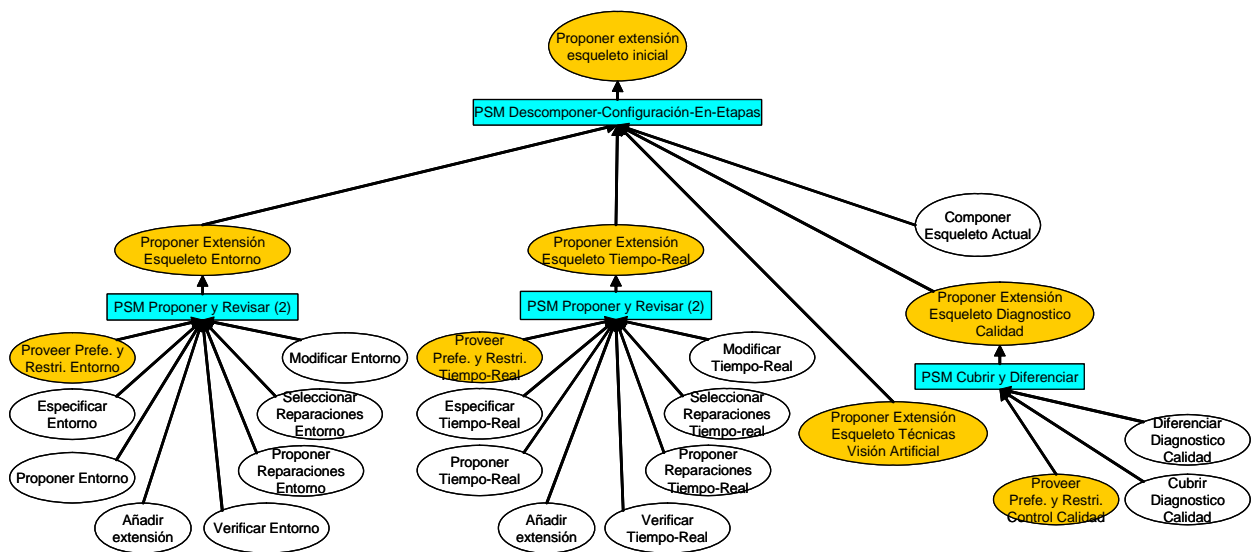 Proponer extensión
esqueleto inicial
PSM Descomponer-Configuración-En-Etapas
Componer
Esqueleto Actual
Proponer Extensión
Esqueleto Entorno
Proponer Extensión
Esqueleto Tiempo-Real
Proponer Extensión
Esqueleto Diagnostico
Calidad
PSM Proponer y Revisar (2)
PSM Proponer y Revisar (2)
PSM Cubrir y Diferenciar
Proveer Prefe. y
Restri. Entorno
Modificar Entorno
Especificar
Entorno
Seleccionar
Reparaciones
Entorno
Proponer Entorno
Proponer
Reparaciones
Entorno
Añadir
extensión
Verificar Entorno
Proveer
Prefe. y Restri.
Tiempo-Real
Modificar
Tiempo-Real
Especificar
Tiempo-Real
Seleccionar
Reparaciones
Tiempo-real
Proponer
Tiempo-Real
Proponer
Reparaciones
Tiempo-Real
Añadir
extensión
Verificar
Tiempo-Real
Proponer Extensión
Esqueleto Técnicas
Visión Artificial
Diferenciar
Diagnostico
Calidad
Proveer
Prefe. y Restri.
Control Calidad
Cubrir
Diagnostico
Calidad